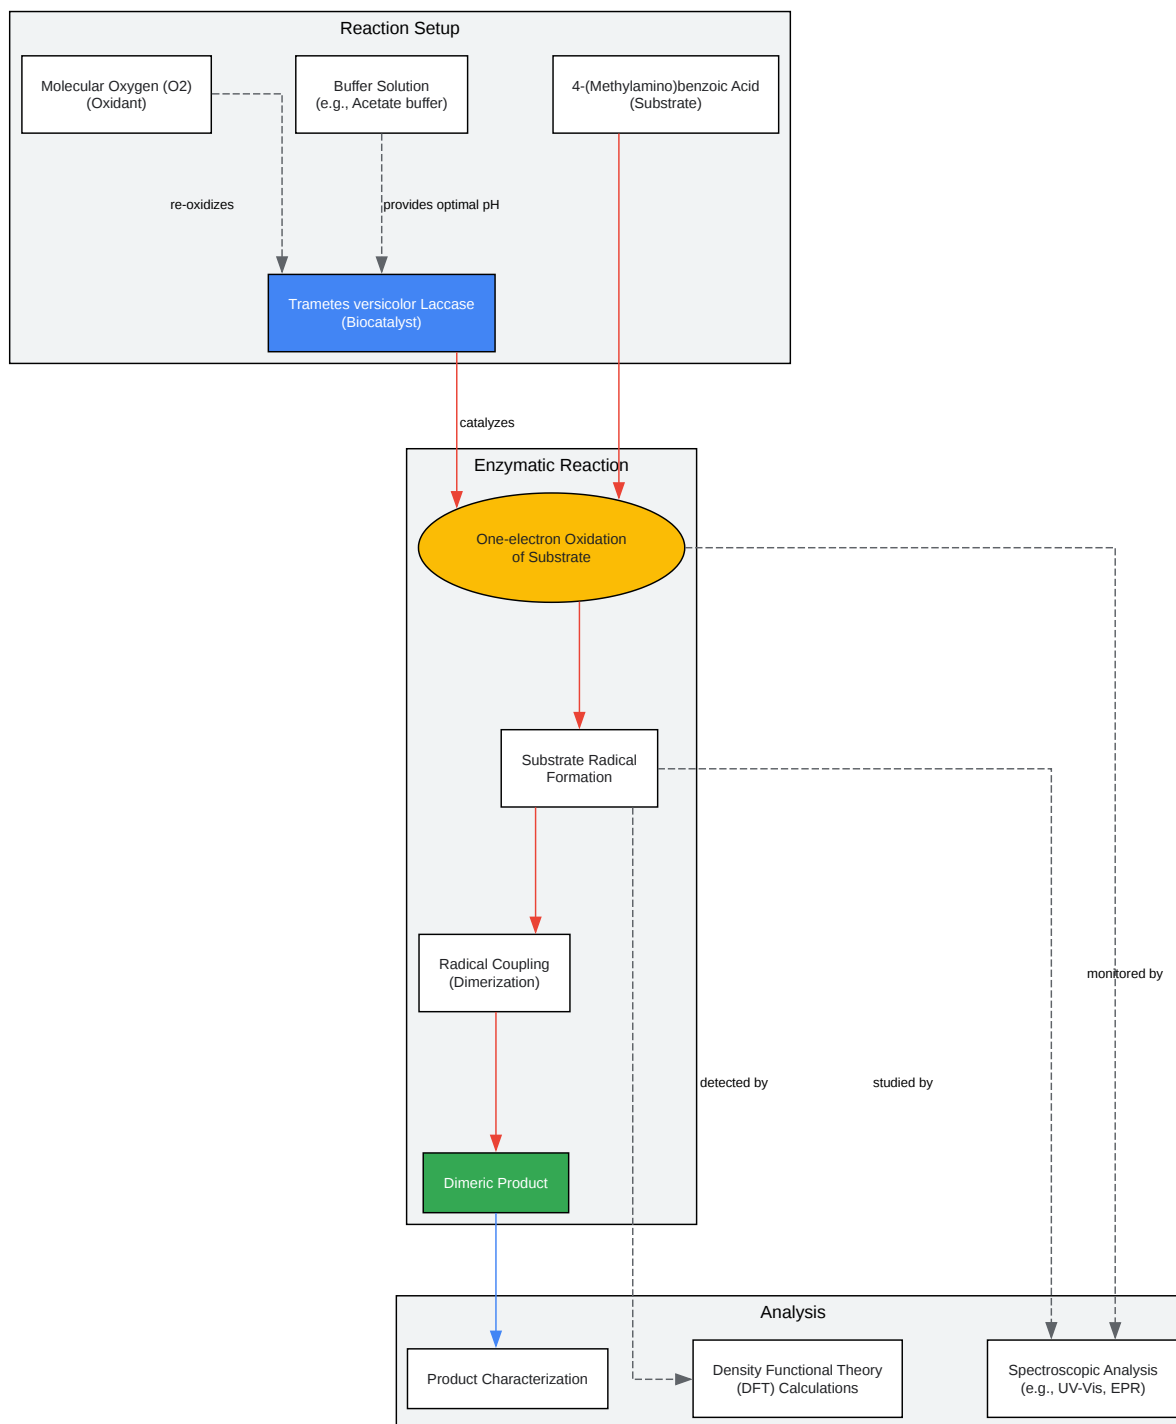 Reaction Setup
Molecular Oxygen (O2)
(Oxidant)
Buffer Solution
(e.g., Acetate buffer)
4-(Methylamino)benzoic Acid
(Substrate)
re-oxidizes
provides optimal pH
Trametes versicolor Laccase
(Biocatalyst)
catalyzes
Enzymatic Reaction
One-electron Oxidation
of Substrate
Substrate Radical
Formation
Radical Coupling
(Dimerization)
monitored by
detected by
studied by
Dimeric Product
Analysis
Product Characterization
Density Functional Theory
(DFT) Calculations
Spectroscopic Analysis
(e.g., UV-Vis, EPR)